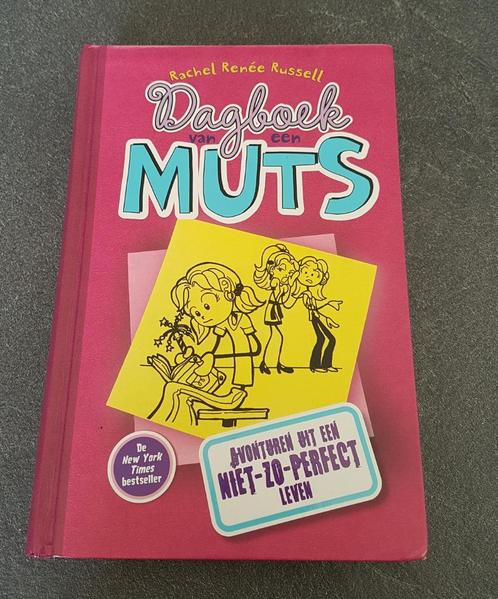 Rachel Renée Russell
Dagboek
van een
MUTS
AVONTUREN UIT EEN
NIET-ZO-PERFECT
LEVEN
De
New York
Times
bestseller